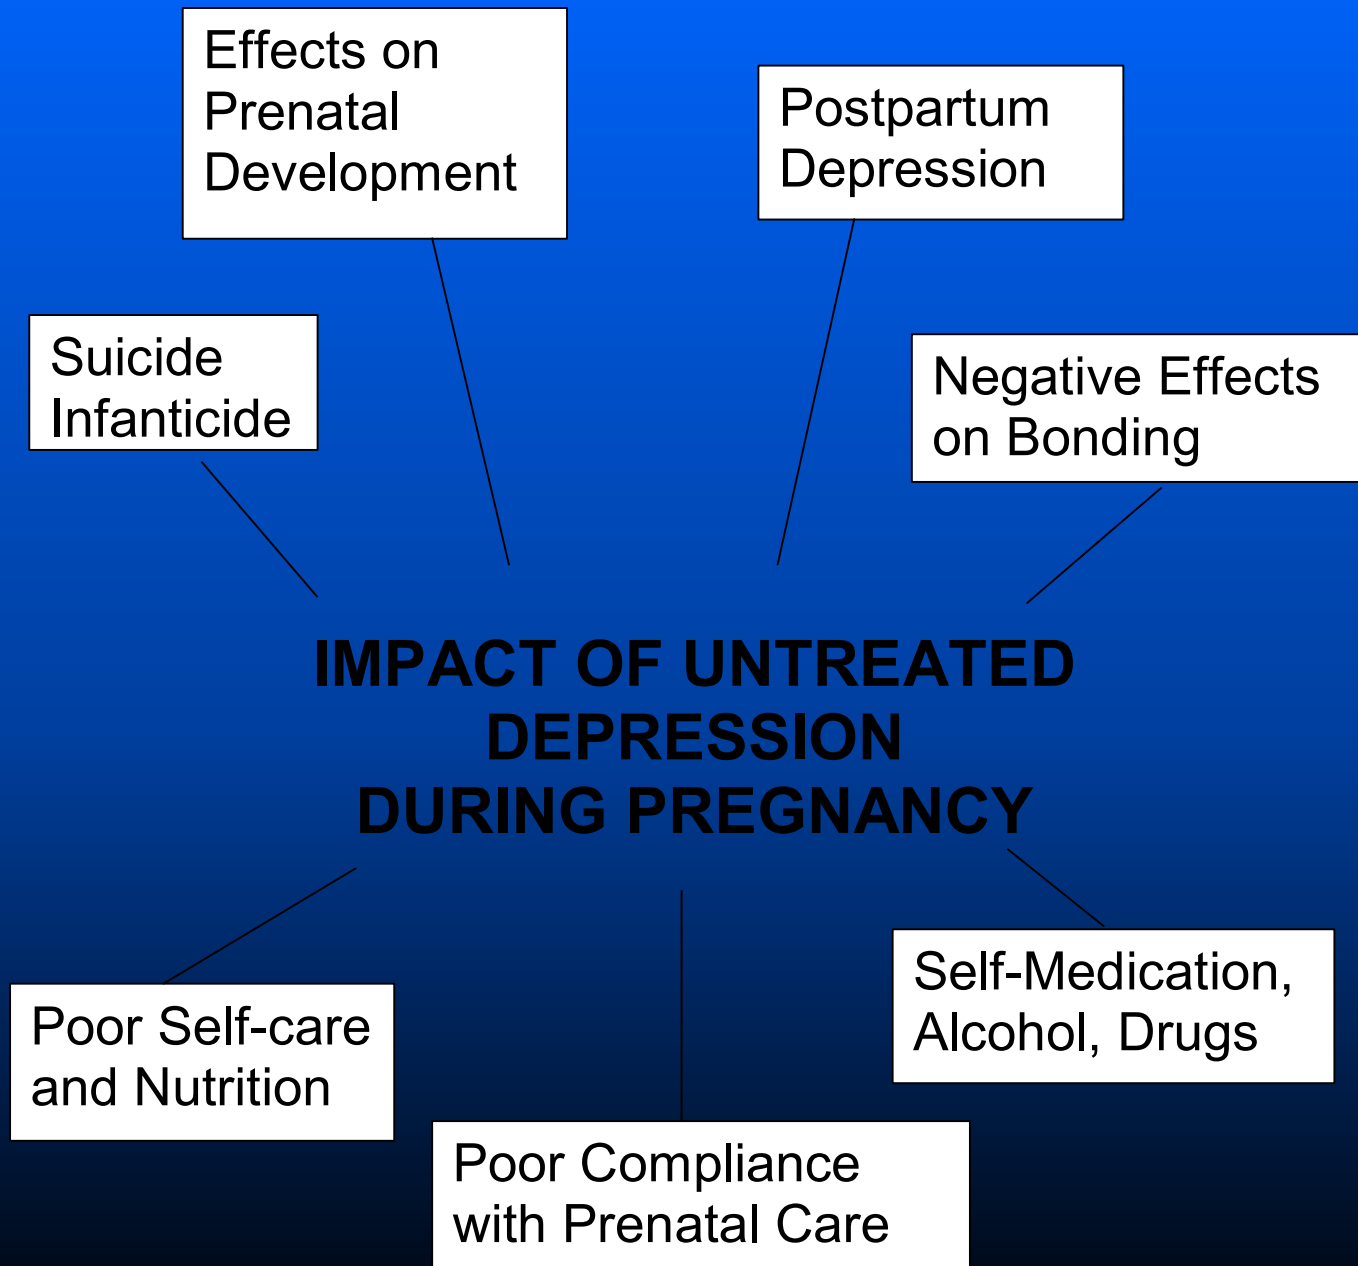 Effects on
Prenatal
Development
Postpartum
Depression
Suicide
Infanticide
Negative Effects
on Bonding
IMPACT OF UNTREATED
DEPRESSION
DURING PREGNANCY
Self-Medication,
Alcohol, Drugs
Poor Self-care
and Nutrition
Poor Compliance
with Prenatal Care